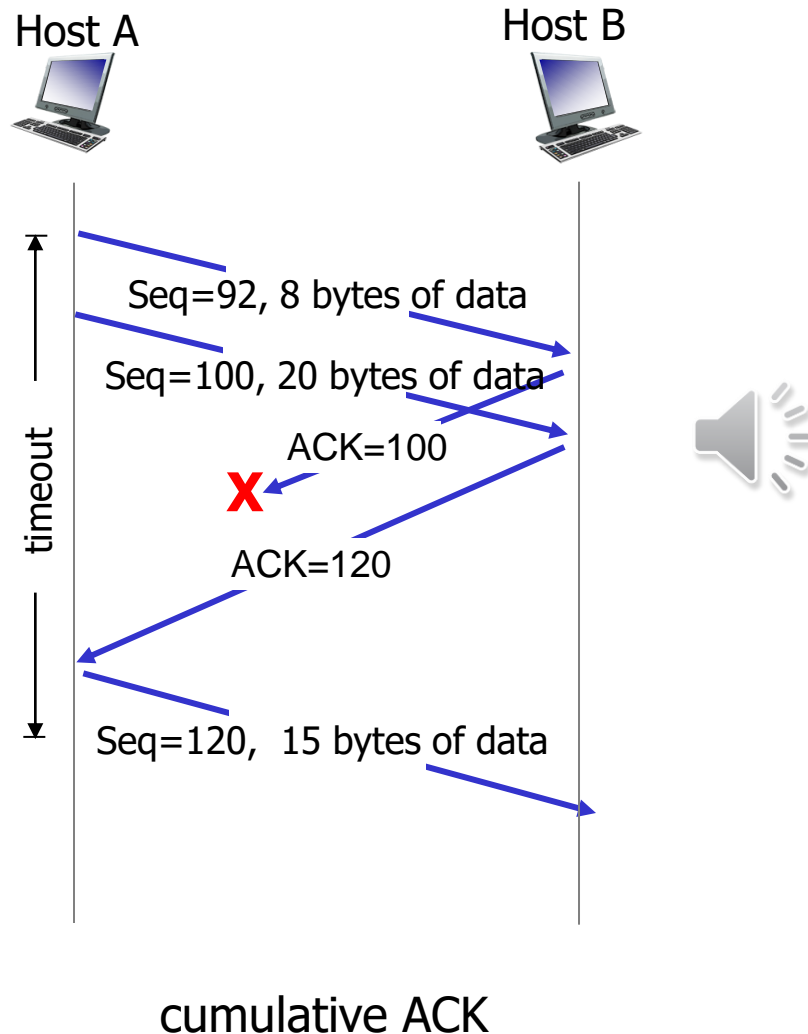 Host A
Host B
Seq=92, 8 bytes of data
Seq=100, 20 bytes of data
ACK=100
X
timeout
ACK=120
Seq=120,  15 bytes of data
cumulative ACK